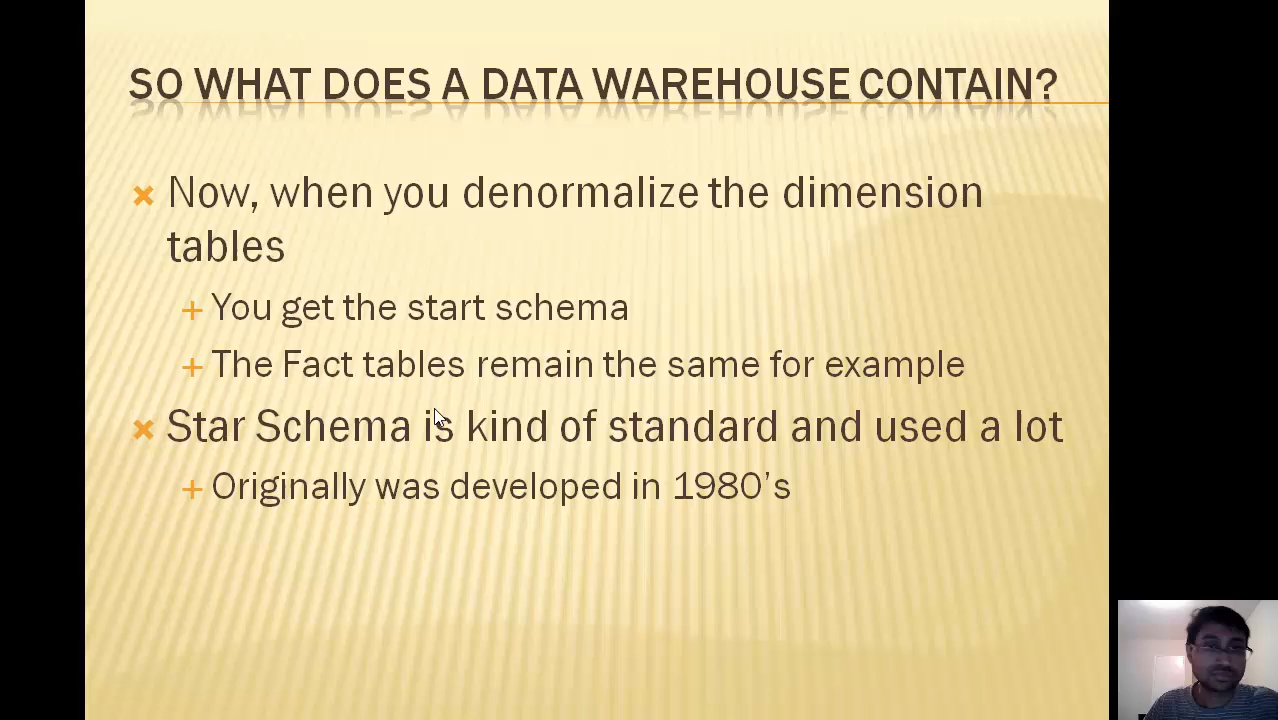 SO WHAT DOES A DATA WAREHOUSE CONTAIN?
Now, when you denormalize the dimension
tables
You get the start schema
The Fact tables remain the same for example
Star Schema is kind of standard and used a lot
Originally was developed in 1980's